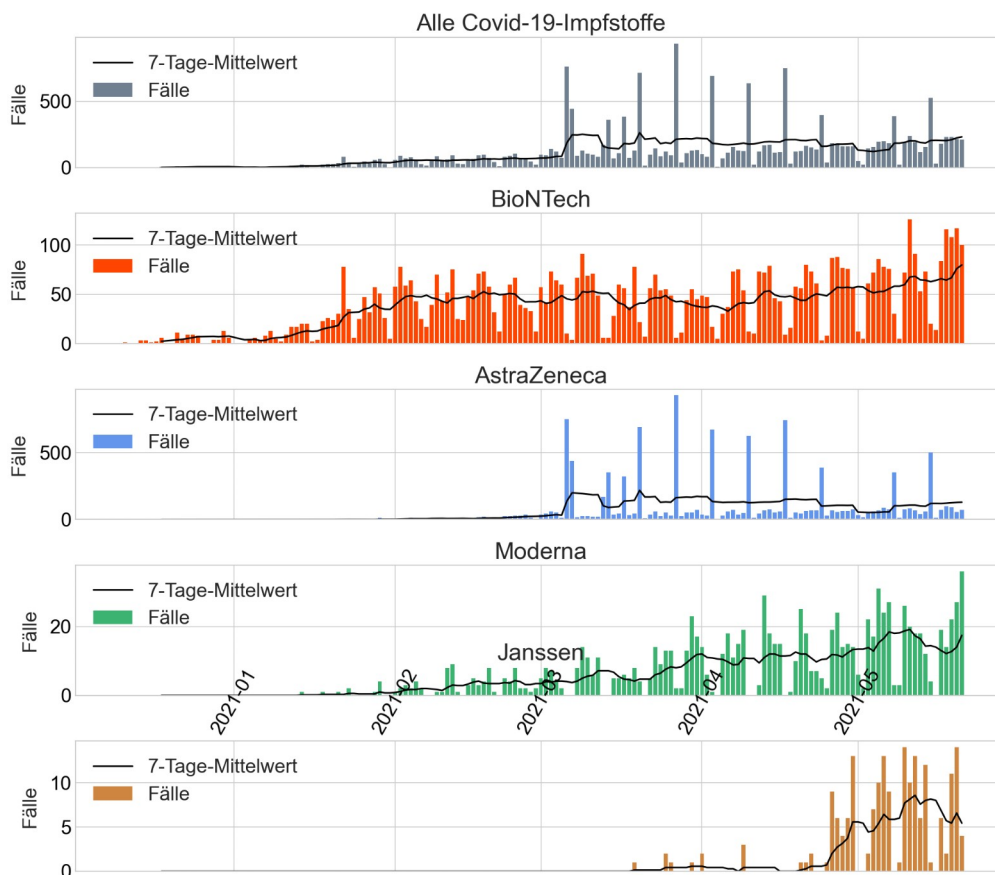 Alle Covid-19-Impfstoffe
Fälle
500
0
7-Tage-Mittelwert
Fälle
BioNTech
Fälle
100
50
0
7-Tage-Mittelwert
Fälle
AstraZeneca
Fälle
500
0
7-Tage-Mittelwert
Fälle
Moderna
Fälle
20
0
7-Tage-Mittelwert
Fälle
Janssen
2021-01
2021-02
2021-03
2021-04
2021-05
Fälle
10
5
0
7-Tage-Mittelwert
Fälle